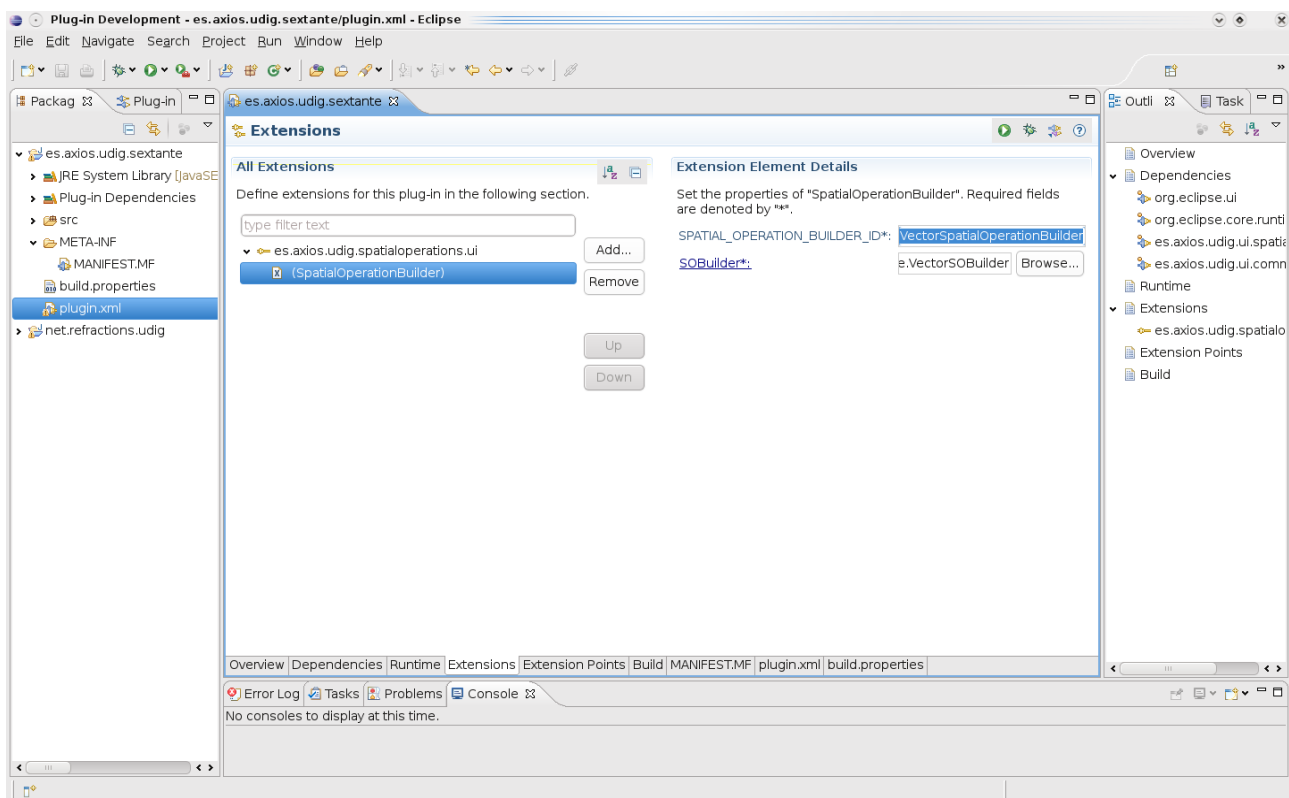 Plug-in Development - es.axios.udig.sextante/plugin.xml - Eclipse
File Edit Navigate Search Project Run Window Help
»
Packag
Plug-in
es.axios.udig.sextante
Outli
Task
Extensions
es.axios.udig.sextante
JRE System Library [JavaSE
Plug-in Dependencies
src
META-INF
MANIFEST.MF
build.properties
plugin.xml
net.refractions.udig
All Extensions
Define extensions for this plug-in in the following section.
type filter text
es.axios.udig.spatialoperations.ui
(SpatialOperationBuilder)
Add...
Remove
Up
Down
Extension Element Details
Set the properties of "SpatialOperationBuilder". Required fields
are denoted by "*".
SPATIAL_OPERATION_BUILDER_ID*: VectorSpatialOperationBuilder
SOBuilder*: e.VectorSOBuilder Browse...
Overview
Dependencies
org.eclipse.ui
org.eclipse.core.runti
es.axios.udig.ui.spatia
es.axios.udig.ui.comn
Runtime
Extensions
es.axios.udig.spatialo
Extension Points
Build
Overview Dependencies Runtime Extensions Extension Points Build MANIFEST.MF plugin.xml build.properties
Error Log Tasks Problems Console
No consoles to display at this time.